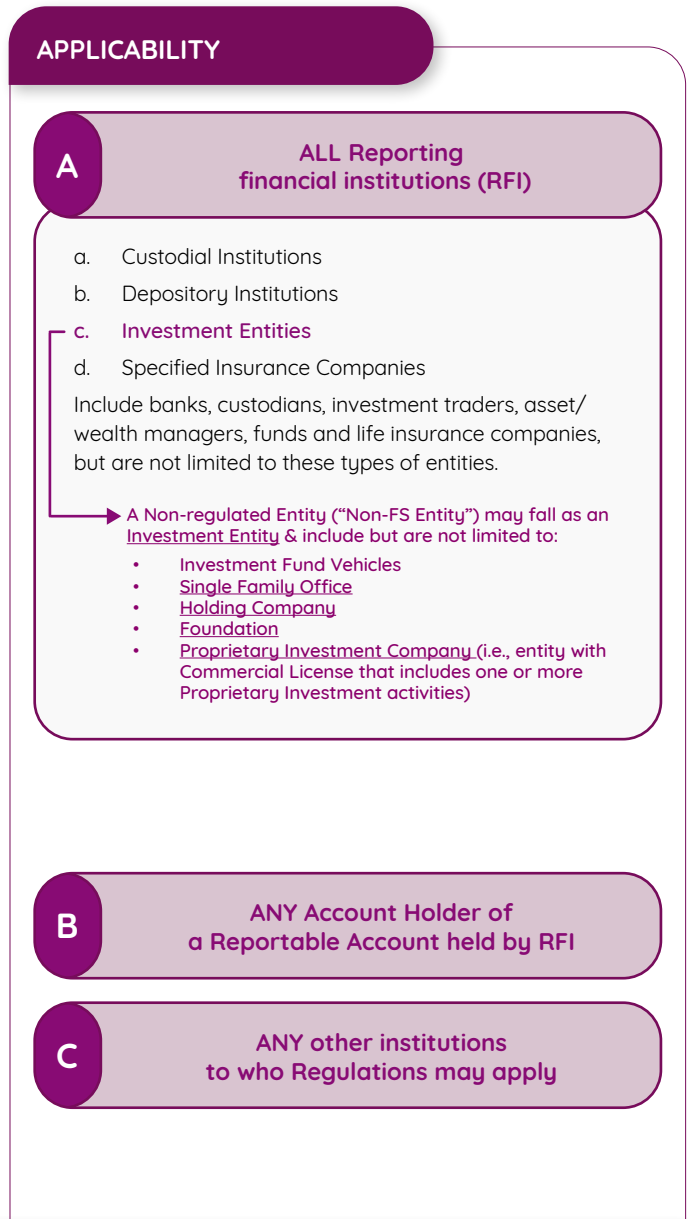 APPLICABILITY
A
ALL Reporting
financial institutions (RFI)
a. Custodial Institutions
b. Depository Institutions
c. Investment Entities
d. Specified Insurance Companies
Include banks, custodians, investment traders, asset/
wealth managers, funds and life insurance companies,
but are not limited to these types of entities.
A Non-regulated Entity (“Non-FS Entity”) may fall as an
Investment Entity & include but are not limited to:
• Investment Fund Vehicles
• Single Family Office
• Holding Company
• Foundation
• Proprietary Investment Company (i.e., entity with
Commercial License that includes one or more
Proprietary Investment activities)
B
ANY Account Holder of
a Reportable Account held by RFI
C
ANY other institutions
to who Regulations may apply